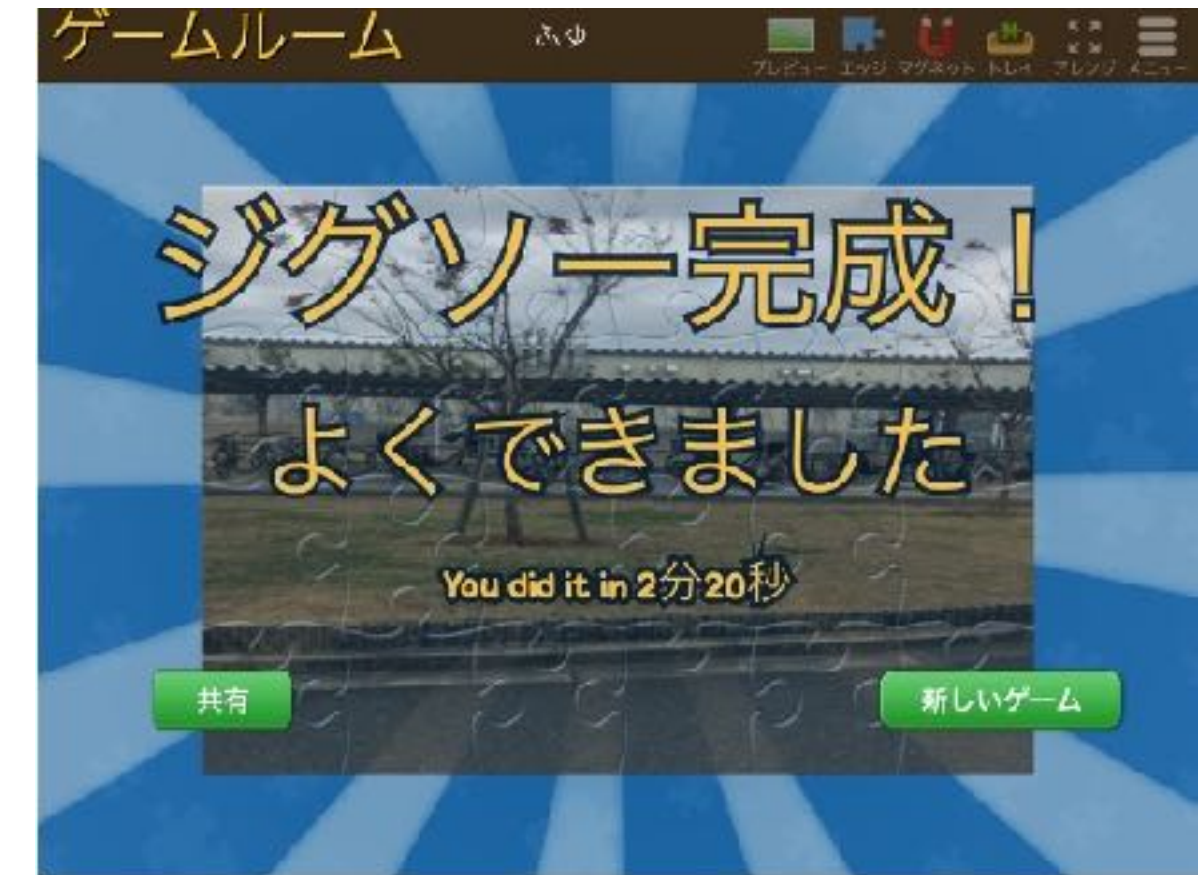 ゲームルーム
ふゆ
プレビュー エッジ マグネット トレイ アレンジ メニュー
ジグソー完成！
よくできました
You did it in 2分20秒
共有
新しいゲーム